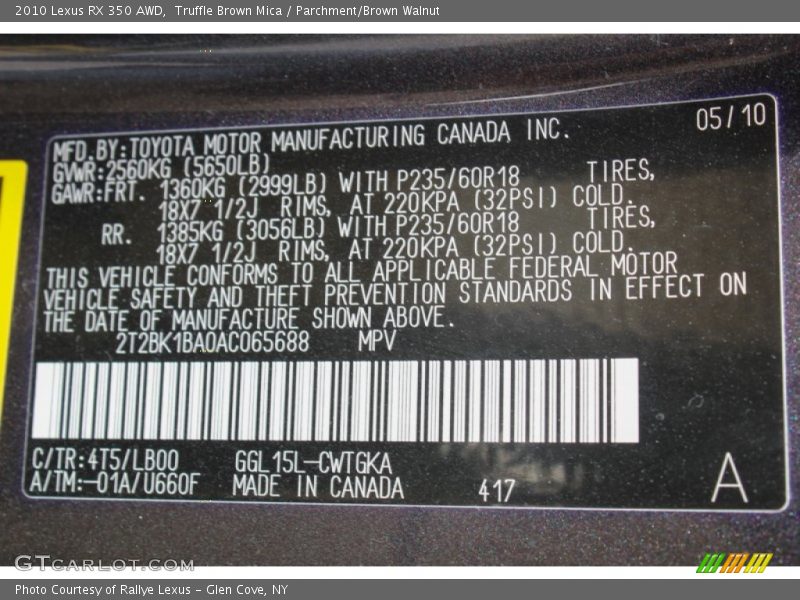 2010 Lexus RX 350 AWD, Truffle Brown Mica / Parchment/Brown Walnut
05/10
MFD.BY:TOYOTA MOTOR MANUFACTURING CANADA INC.
GVWR:2560KG (5650LB)
GAWR:FRT. 1360KG (2999LB) WITH P235/60R18 TIRES,
18X7 1/2J RIMS, AT 220KPA (32PSI) COLD.
RR. 1385KG (3056LB) WITH P235/60R18 TIRES,
18X7 1/2J RIMS, AT 220KPA (32PSI) COLD.
THIS VEHICLE CONFORMS TO ALL APPLICABLE FEDERAL MOTOR
VEHICLE SAFETY AND THEFT PREVENTION STANDARDS IN EFFECT ON
THE DATE OF MANUFACTURE SHOWN ABOVE.
2T2BK1BA0AC065688 MPV
C/TR:4T5/LB00 GGL15L-CWTGKA
A/TM:-01A/U660F MADE IN CANADA 417 A
GTCARLOT.COM
Photo Courtesy of Rallye Lexus - Glen Cove, NY